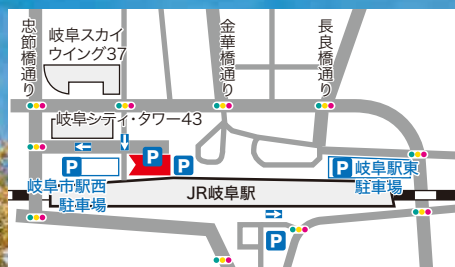 忠節橋通り
岐阜スカイ
ウイング37
金華橋通り
長良橋通り
岐阜シティ・タワー43
P
P
P
P
P
岐阜市駅西
駐車場
岐阜駅東
駐車場
JR岐阜駅